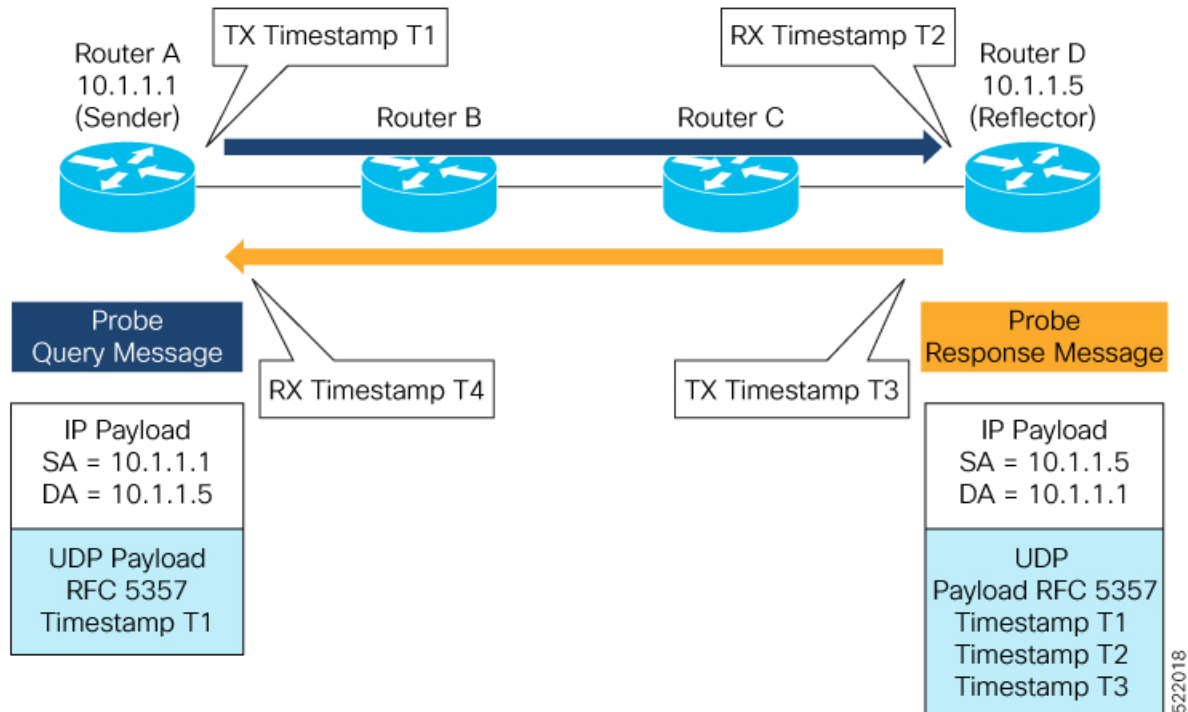 TX Timestamp T1
RX Timestamp T2
Router A
10.1.1.1
(Sender)
Router B
Router C
Router D
10.1.1.5
(Reflector)
Probe
Query Message
RX Timestamp T4
TX Timestamp T3
Probe
Response Message
IP Payload
SA = 10.1.1.1
DA = 10.1.1.5
UDP Payload
RFC 5357
Timestamp T1
IP Payload
SA = 10.1.1.5
DA = 10.1.1.1
UDP
Payload RFC 5357
Timestamp T1
Timestamp T2
Timestamp T3
522018